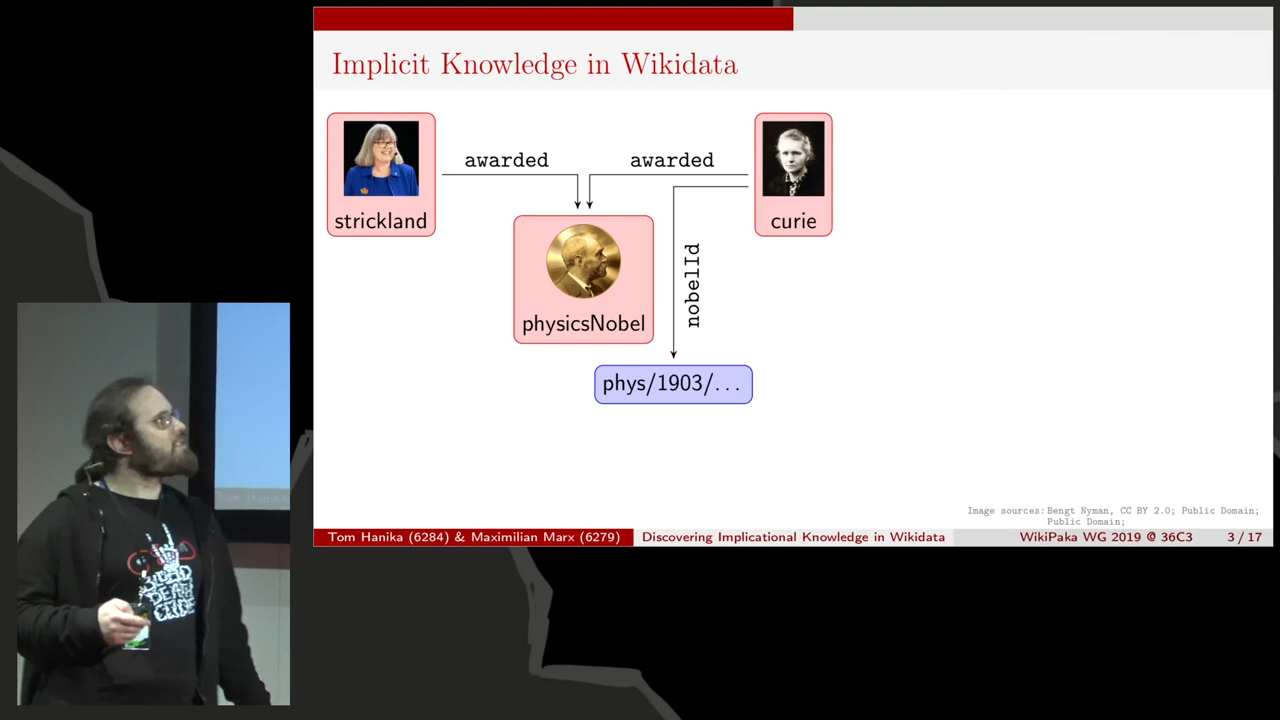 Implicit Knowledge in Wikidata
awarded
awarded
strickland
curie
nobelId
physicsNobel
phys/1903/...
Image sources: Bengt Nyman, CC BY 2.0; Public Domain;
Public Domain;
Tom Hanika (6284) & Maximilian Marx (6279)
Discovering Implicational Knowledge in Wikidata
WikiPaka WG 2019 @ 36C3
3 / 17